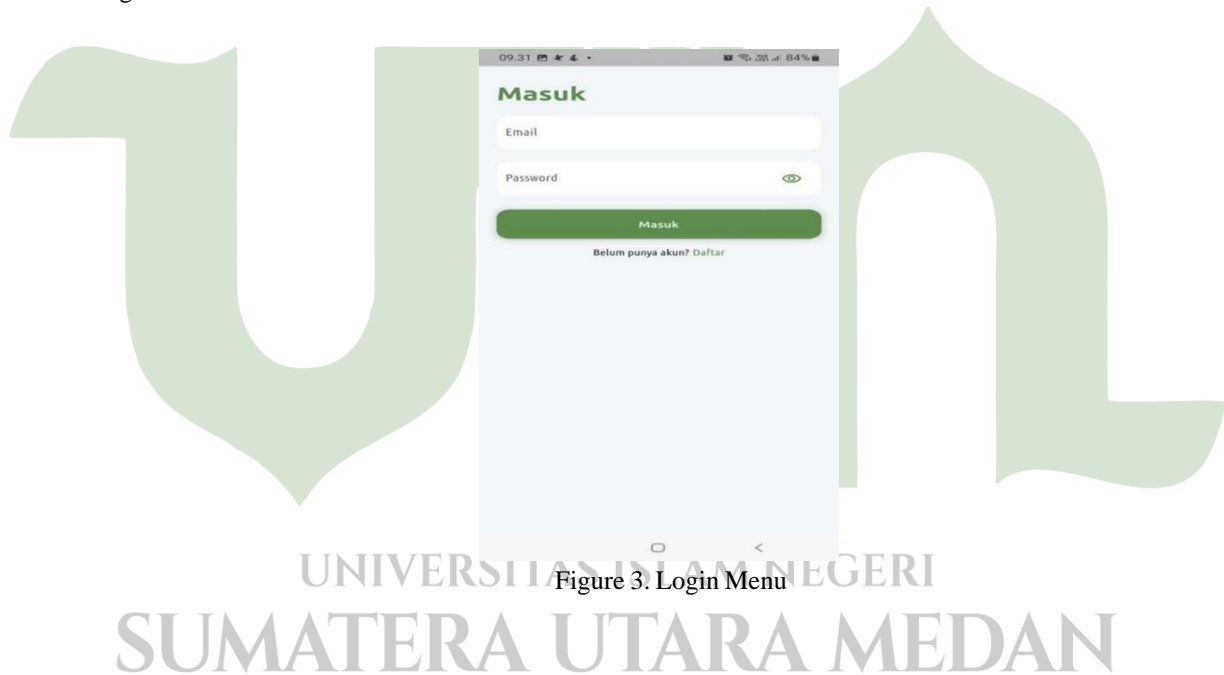 09.31 84%
Masuk
Email
Password
Masuk
Belum punya akun? Daftar
Figure 3. Login Menu
UNIVERSITAS ISLAM NEGERI
SUMATERA UTARA MEDAN